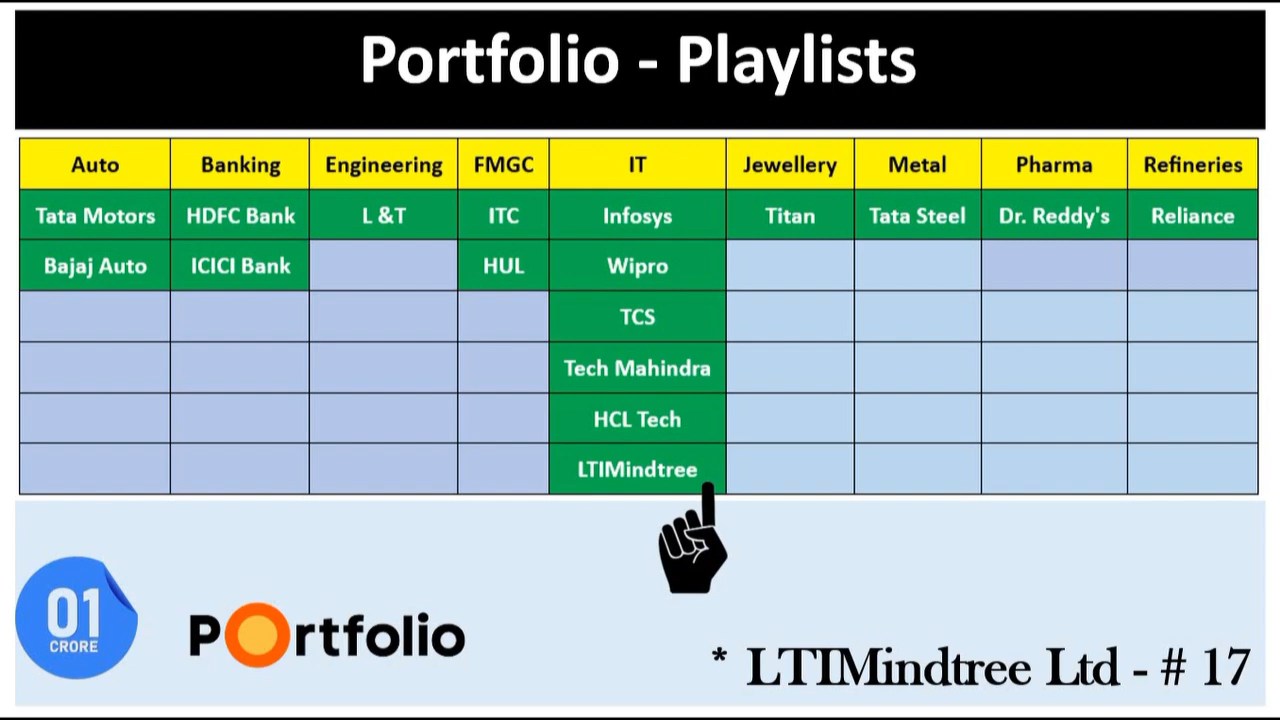 Portfolio - Playlists
Auto Banking Engineering FMGC IT Jewellery Metal Pharma Refineries
Tata Motors HDFC Bank L &T ITC Infosys Titan Tata Steel Dr. Reddy's Reliance
Bajaj Auto ICICI Bank HUL Wipro
TCS
Tech Mahindra
HCL Tech
LTIMindtree
01
CRORE
Portfolio
* LTIMindtree Ltd - # 17